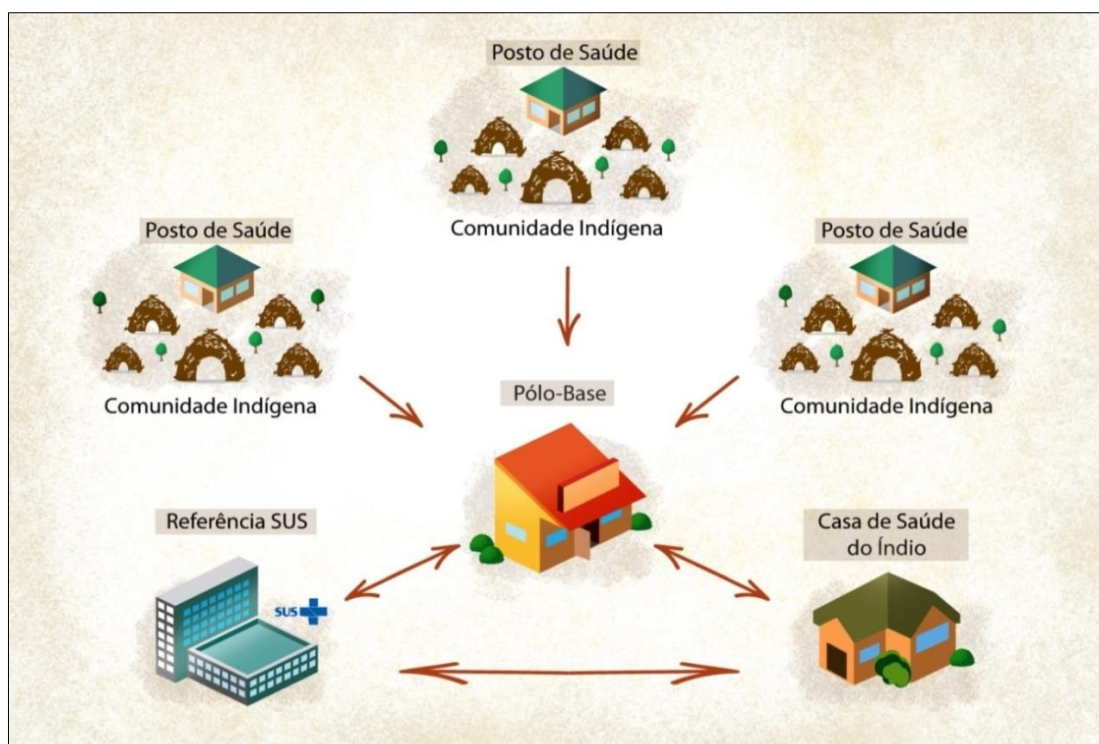 Posto de Saúde
Comunidade Indígena
Posto de Saúde
Comunidade Indígena
Posto de Saúde
Comunidade Indígena
Pólo-Base
Referência SUS
SUS
Casa de Saúde
do Índio